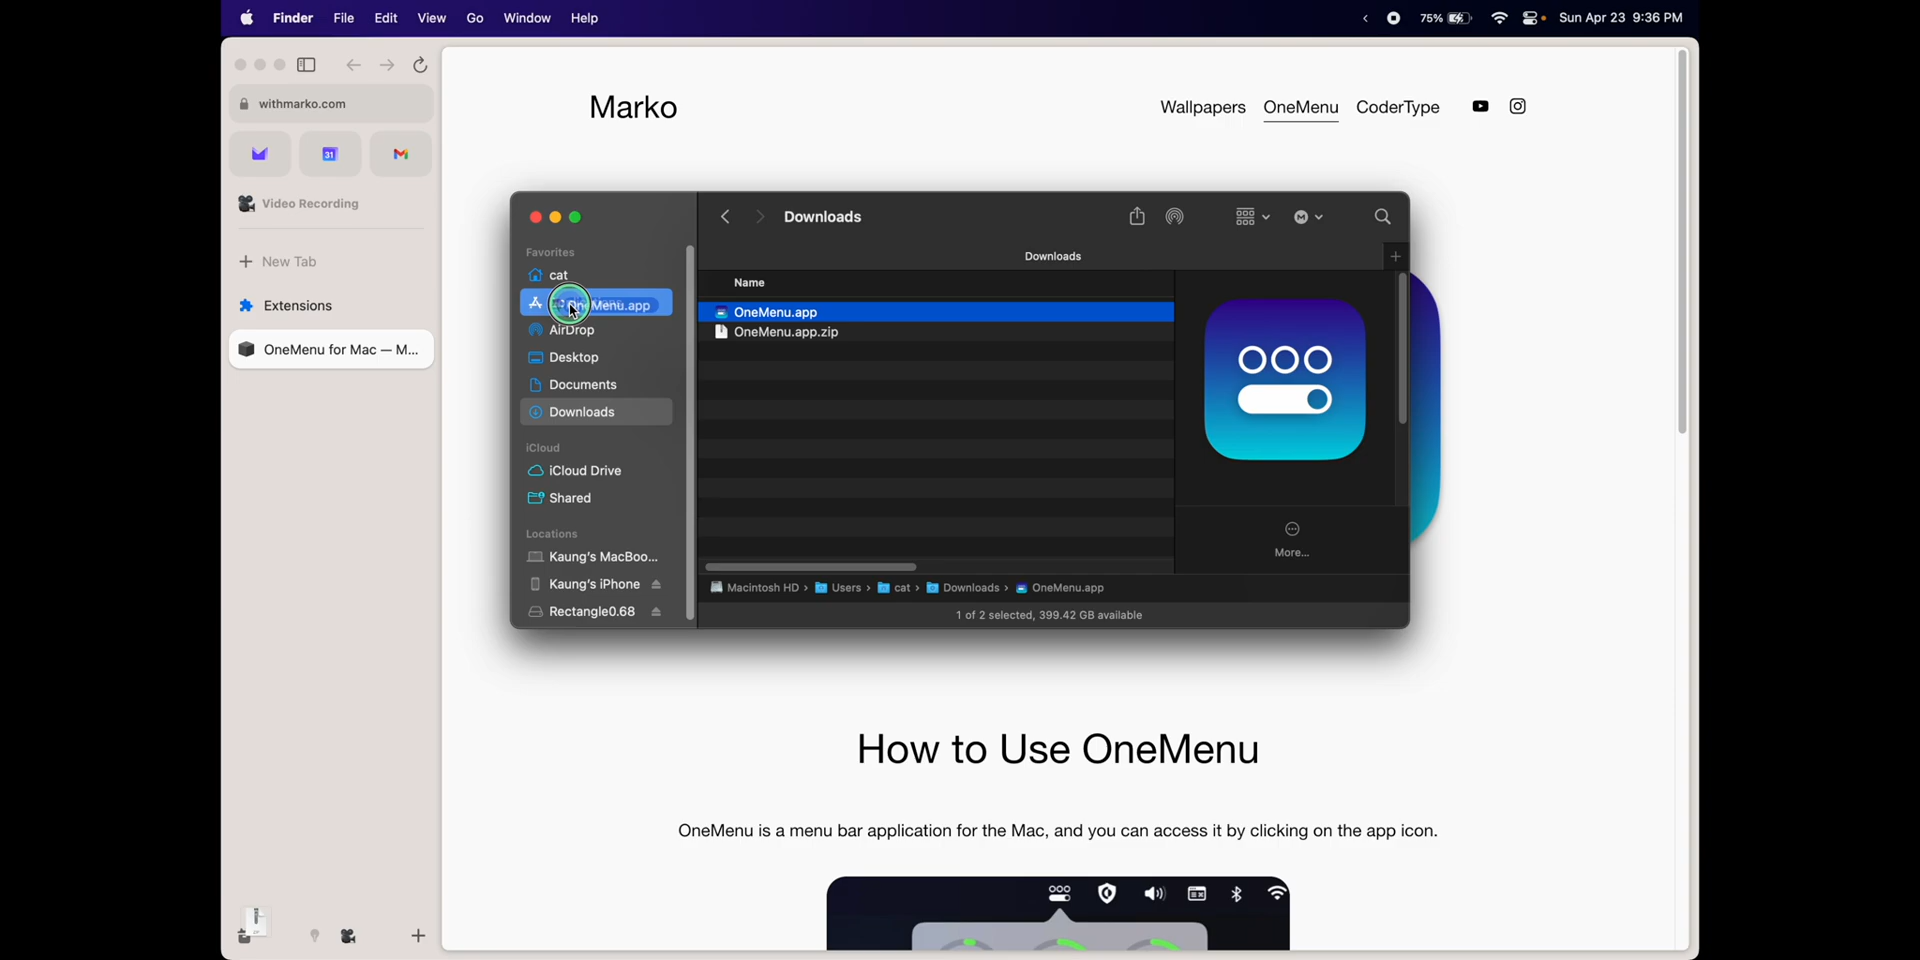 Finder File Edit View Go Window Help
75% Sun Apr 23 9:36 PM
withmarko.com
31
Video Recording
New Tab
Extensions
OneMenu for Mac — M...
Marko
Wallpapers OneMenu CoderType
Favorites
cat
OneMenu.app
AirDrop
Desktop
Documents
Downloads
iCloud
iCloud Drive
Shared
Locations
Kaung's MacBoo...
Kaung's iPhone
Rectangle0.68
Downloads
M
Downloads
Name
OneMenu.app
OneMenu.app.zip
More...
Macintosh HD › Users › cat › Downloads › OneMenu.app
1 of 2 selected, 399.42 GB available
How to Use OneMenu
OneMenu is a menu bar application for the Mac, and you can access it by clicking on the app icon.